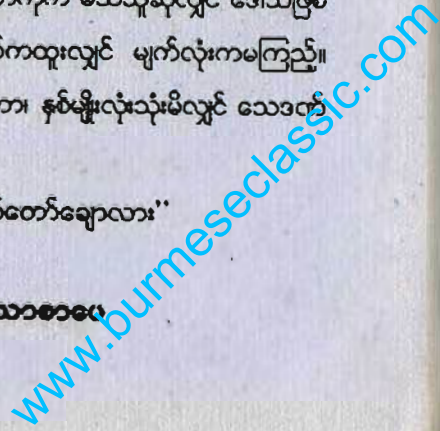 မသိသူဆိုလျှင် ဒေါသဖြစ်
ကထူးလျှင် မျက်လုံးကမကြည့်။
နှစ်မျိုးလုံးသုံးမိလျှင် သေဒဏ်
တော်ချောလား''
သာစာပေ
www.burmeseclassic.com